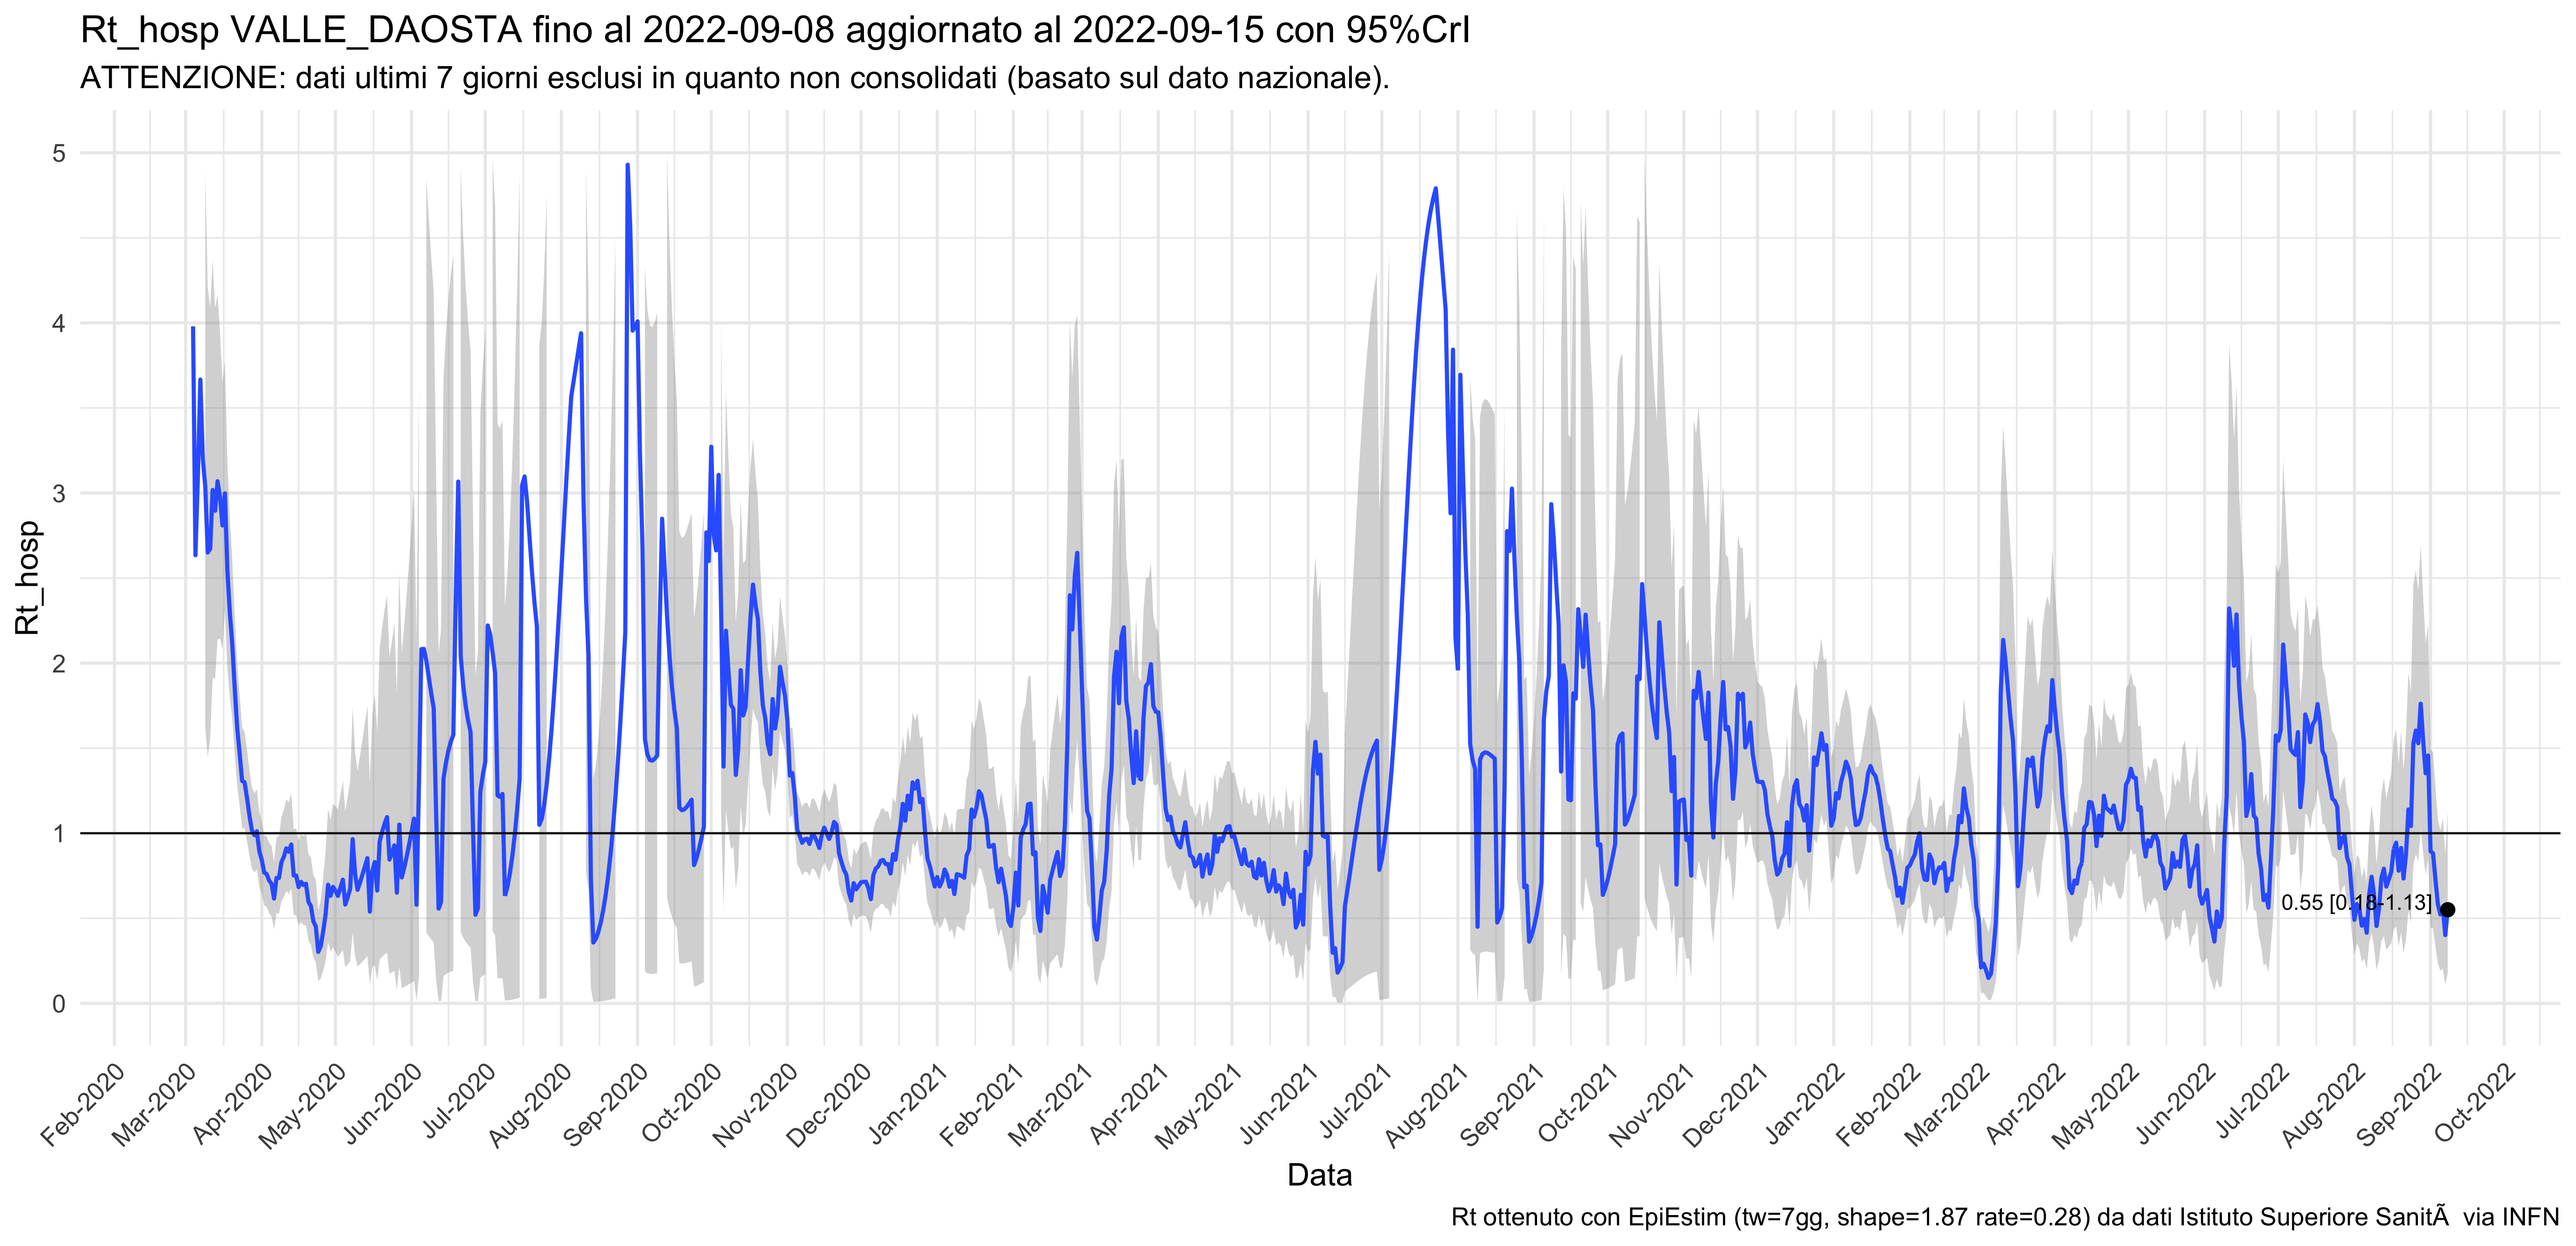 Rt_hosp VALLE_DAOSTA fino al 2022-09-08 aggiornato al 2022-09-15 con 95%CrI
ATTENZIONE: dati ultimi 7 giorni esclusi in quanto non consolidati (basato sul dato nazionale).
Rt_hosp
5
4
3
2
1
0
0.55 [0.18-1.13]
Feb-2020
Mar-2020
Apr-2020
May-2020
Jun-2020
Jul-2020
Aug-2020
Sep-2020
Oct-2020
Nov-2020
Dec-2020
Jan-2021
Feb-2021
Mar-2021
Apr-2021
May-2021
Jun-2021
Jul-2021
Aug-2021
Sep-2021
Oct-2021
Nov-2021
Dec-2021
Jan-2022
Feb-2022
Mar-2022
Apr-2022
May-2022
Jun-2022
Jul-2022
Aug-2022
Sep-2022
Oct-2022
Data
Rt ottenuto con EpiEstim (tw=7gg, shape=1.87 rate=0.28) da dati Istituto Superiore SanitÃ  via INFN